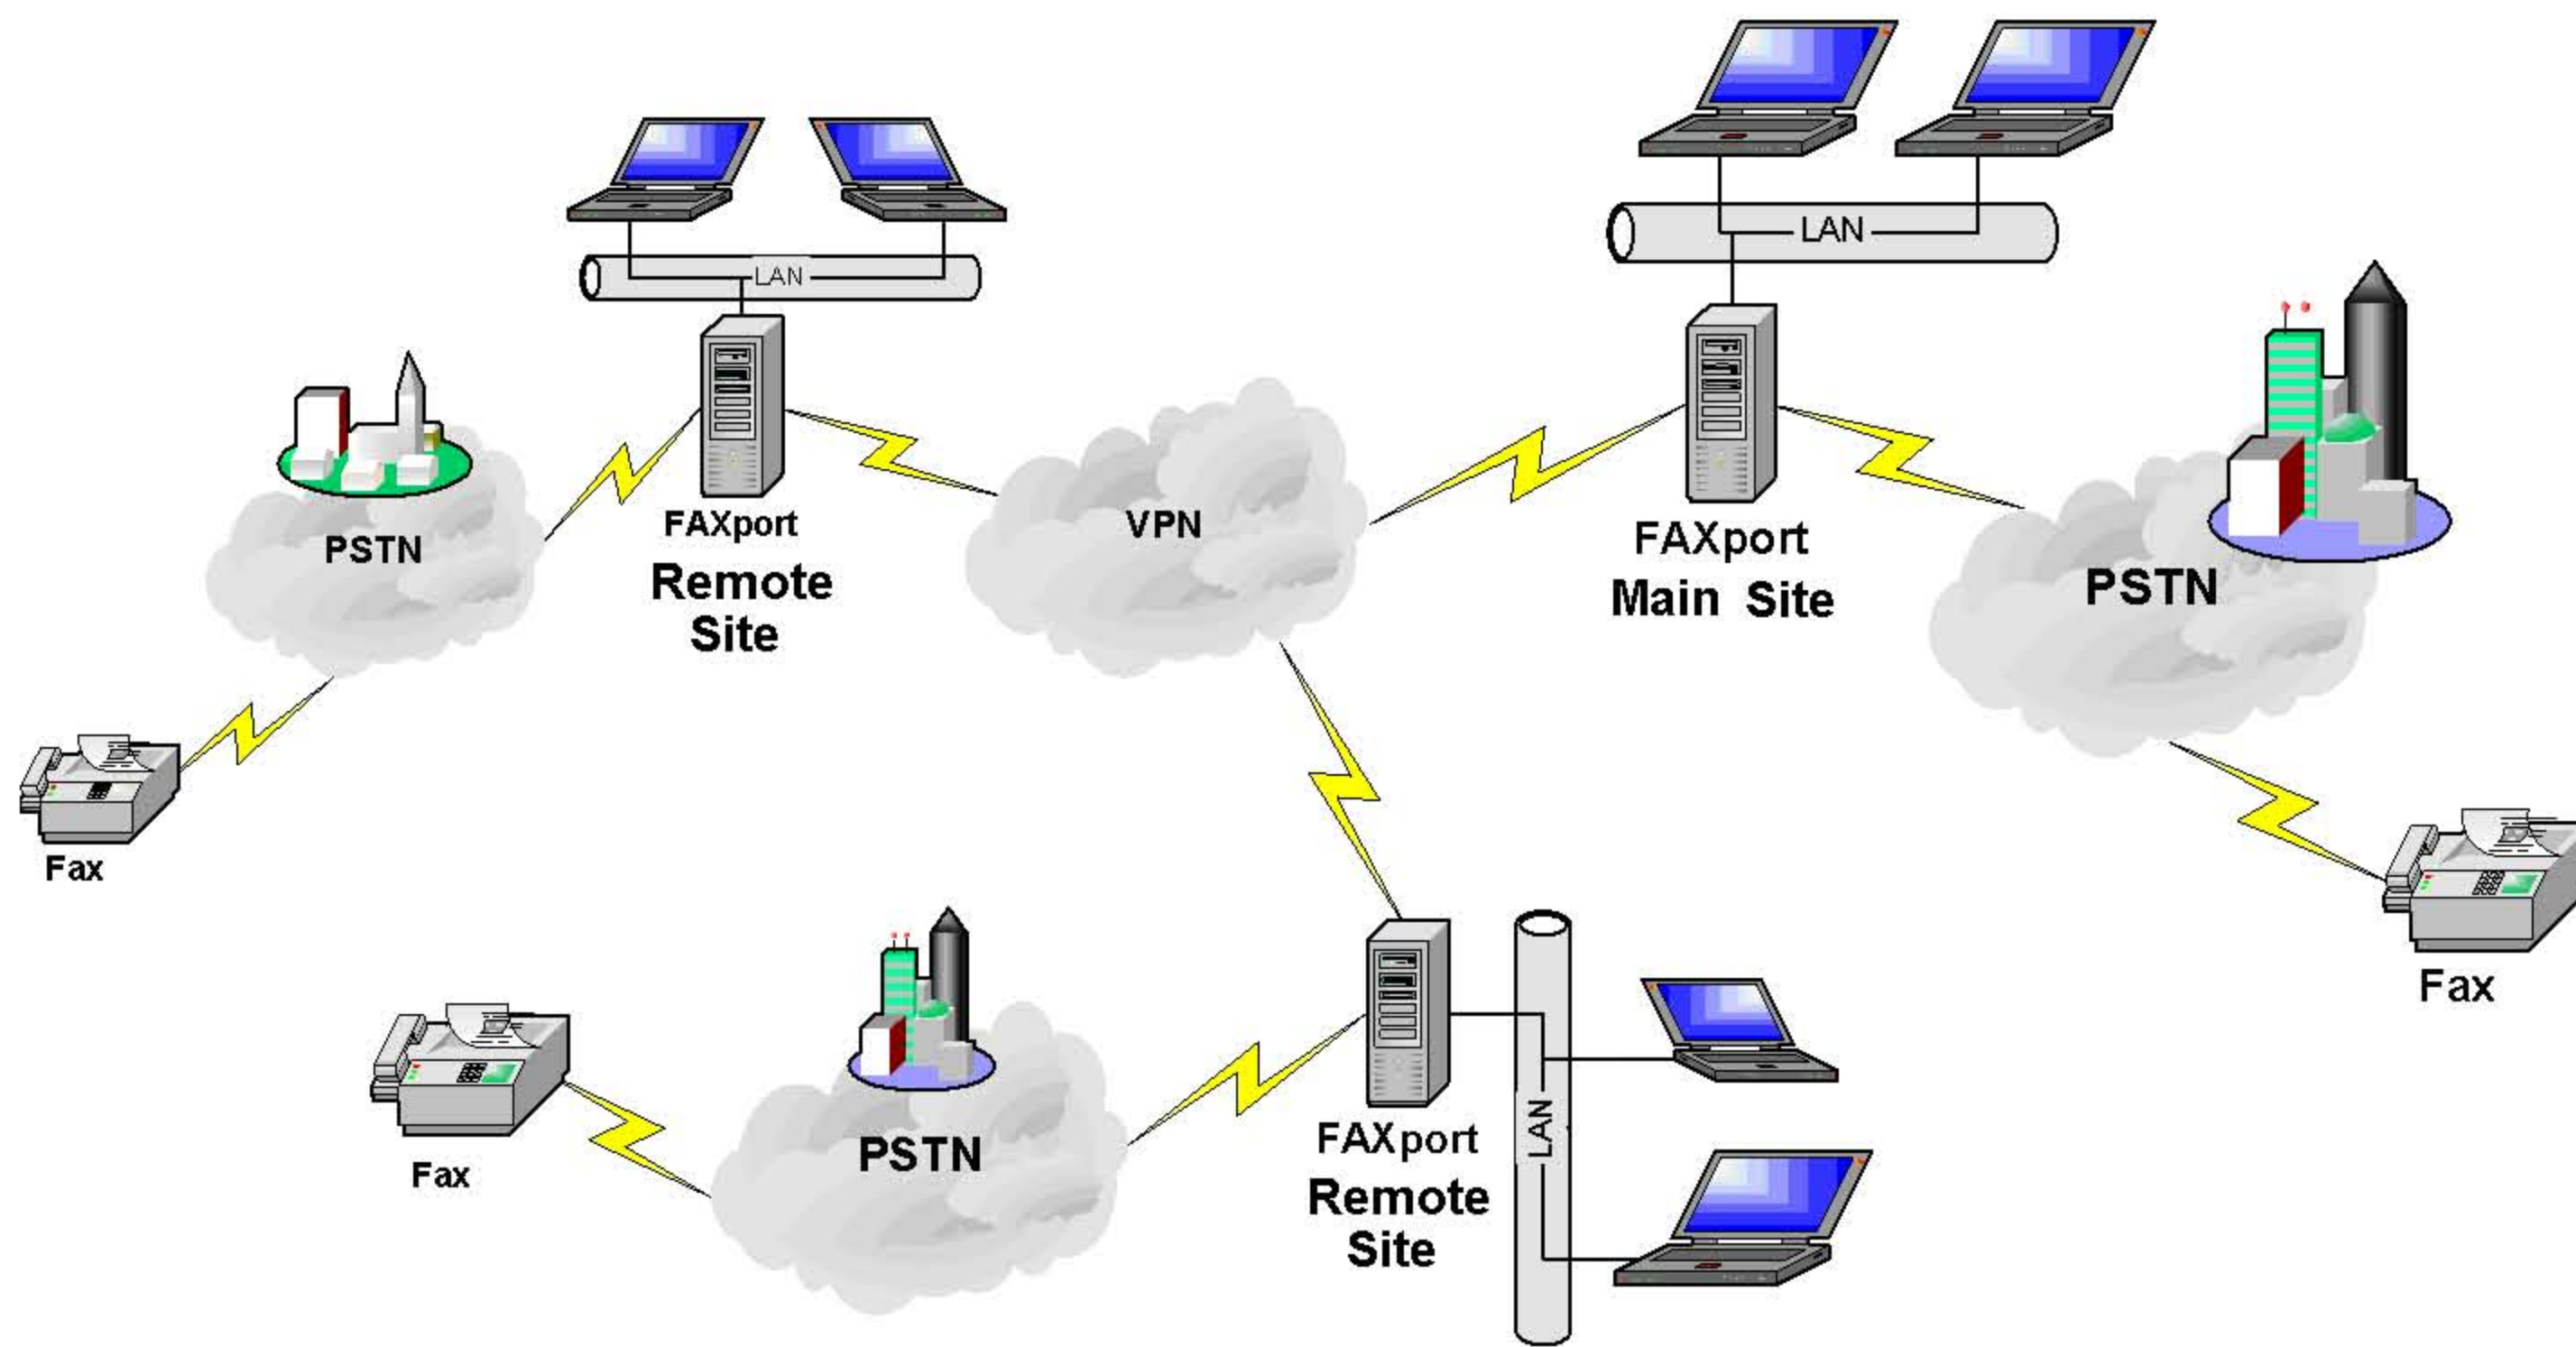 LAN
LAN
PSTN
FAXport
Remote
Site
VPN
FAXport
Main Site
PSTN
Fax
Fax
Fax
PSTN
FAXport
Remote
Site
LAN